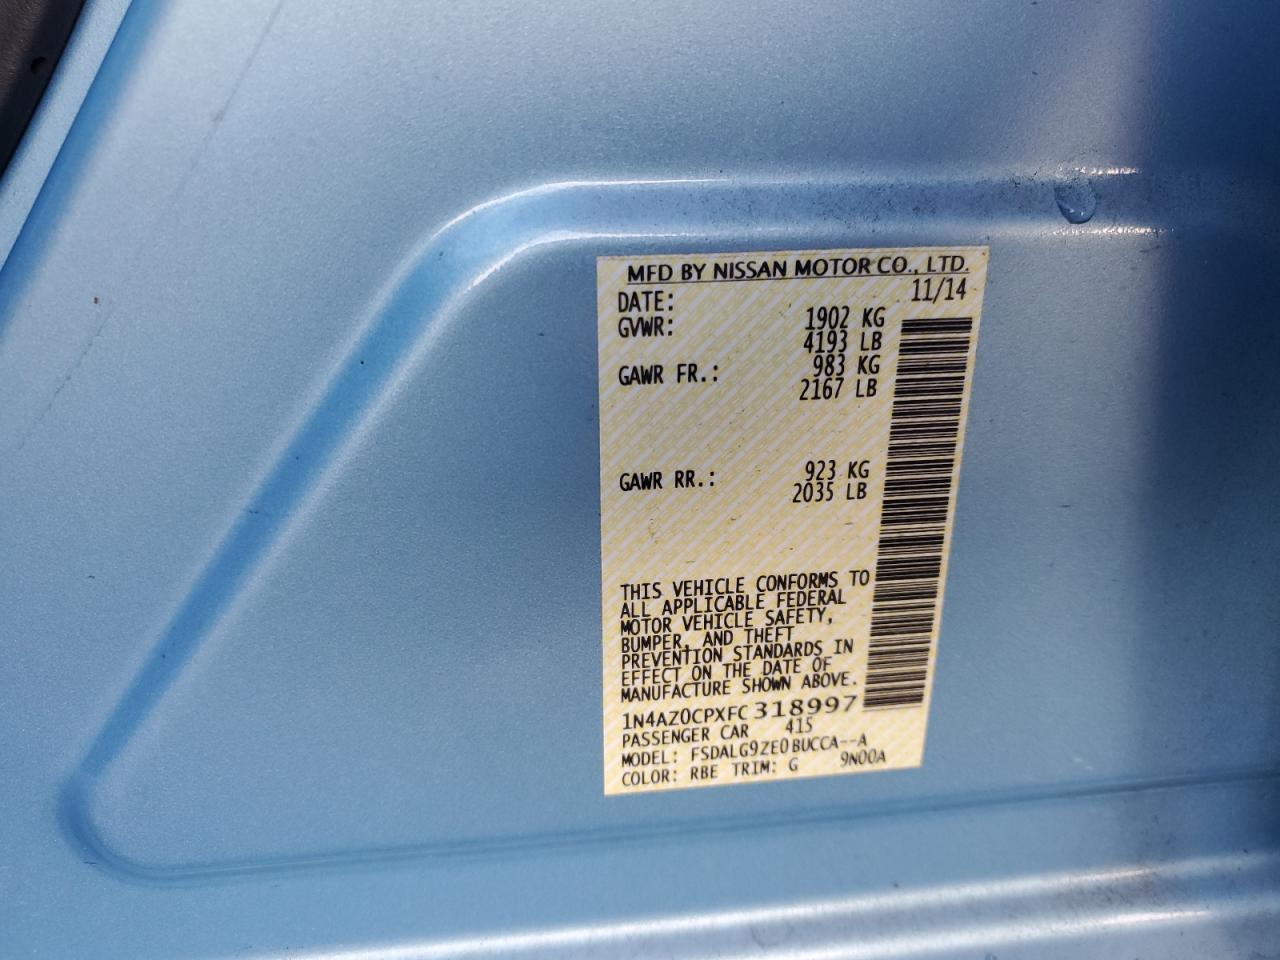 MFD BY NISSAN MOTOR CO., LTD.
DATE: 11/14
GVWR: 1902 KG
4193 LB
GAWR FR.: 983 KG
2167 LB
GAWR RR.: 923 KG
2035 LB
THIS VEHICLE CONFORMS TO
ALL APPLICABLE FEDERAL
MOTOR VEHICLE SAFETY,
BUMPER, AND THEFT
PREVENTION STANDARDS IN
EFFECT ON THE DATE OF
MANUFACTURE SHOWN ABOVE.
1N4AZ0CPXFC318997
PASSENGER CAR 415
MODEL: FSDALG9ZE0BUCCA--A
COLOR: RBE TRIM: G 9N00A